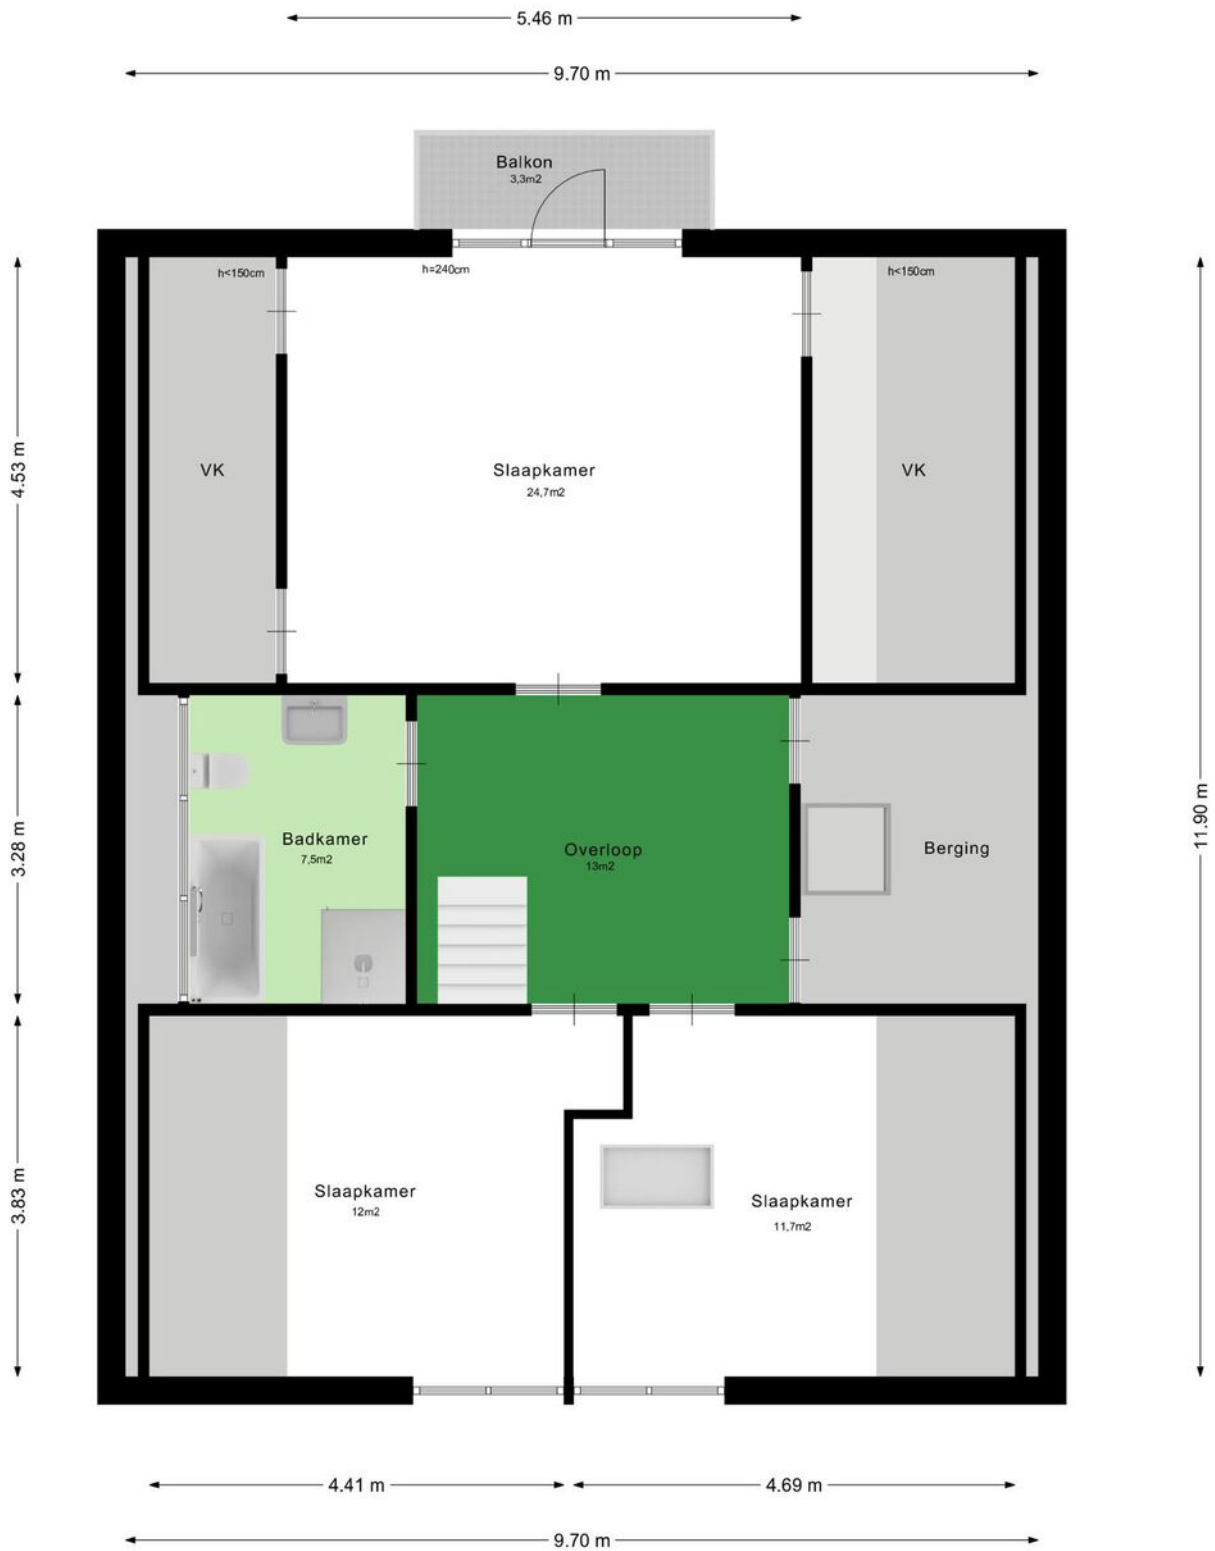 5.46 m
9.70 m
Balkon
3,3m2
h<150cm
h=240cm
h<150cm
4.53 m
VK
Slaapkamer
24,7m2
VK
3.28 m
Badkamer
7,5m2
Overloop
13m2
Berging
11.90 m
3.83 m
Slaapkamer
12m2
Slaapkamer
11,7m2
4.41 m
4.69 m
9.70 m